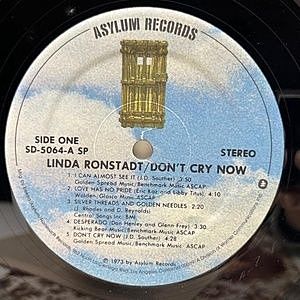 ASYLUM RECORDS
SIDE ONE
SD-5064-A SP
STEREO
LINDA RONSTADT/DON'T CRY NOW
1 I CAN ALMOST SEE IT (J.D. Souther) 2:50
Golden Spread Music/Benchmark Music ASCAP
2 LOVE HAS NO PRIDE (Eric Kaz and Libby Titus) 4:10
Walden/Glasco Music ASCAP
3 SILVER THREADS AND GOLDEN NEEDLES 2:20
(J. Rhodes and D. Reynolds)
Central Songs Inc BMI
4 DESPERADO (Don Henley and Glenn Frey)
Kicking Bear Music/Benchmark Music ASCAP
5 DON'T CRY NOW (J.D. Souther) 4:28
Golden Spread Music/Benchmark Music ASCAP
℗ 1973 by Asylum Records